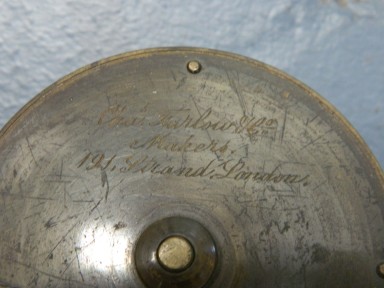 Chas Farlow & Co
Makers,
191, Strand, London,